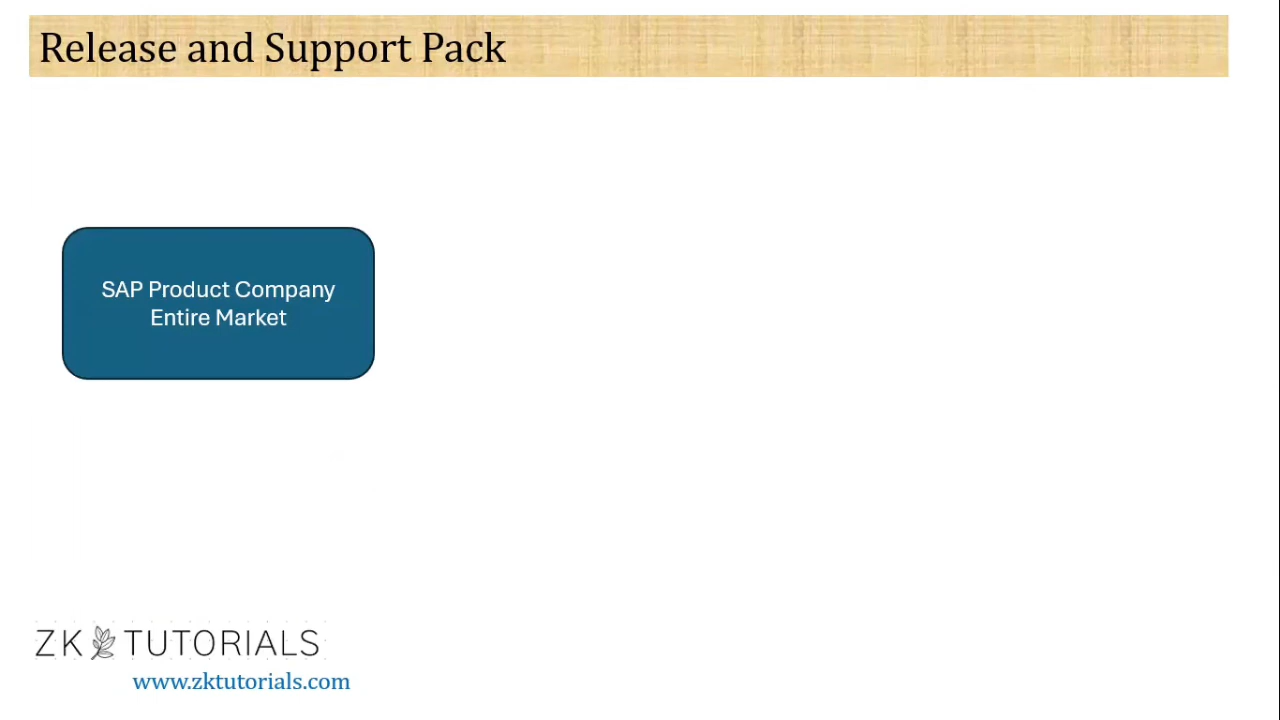 Release and Support Pack
SAP Product Company
Entire Market
ZK TUTORIALS
www.zktutorials.com